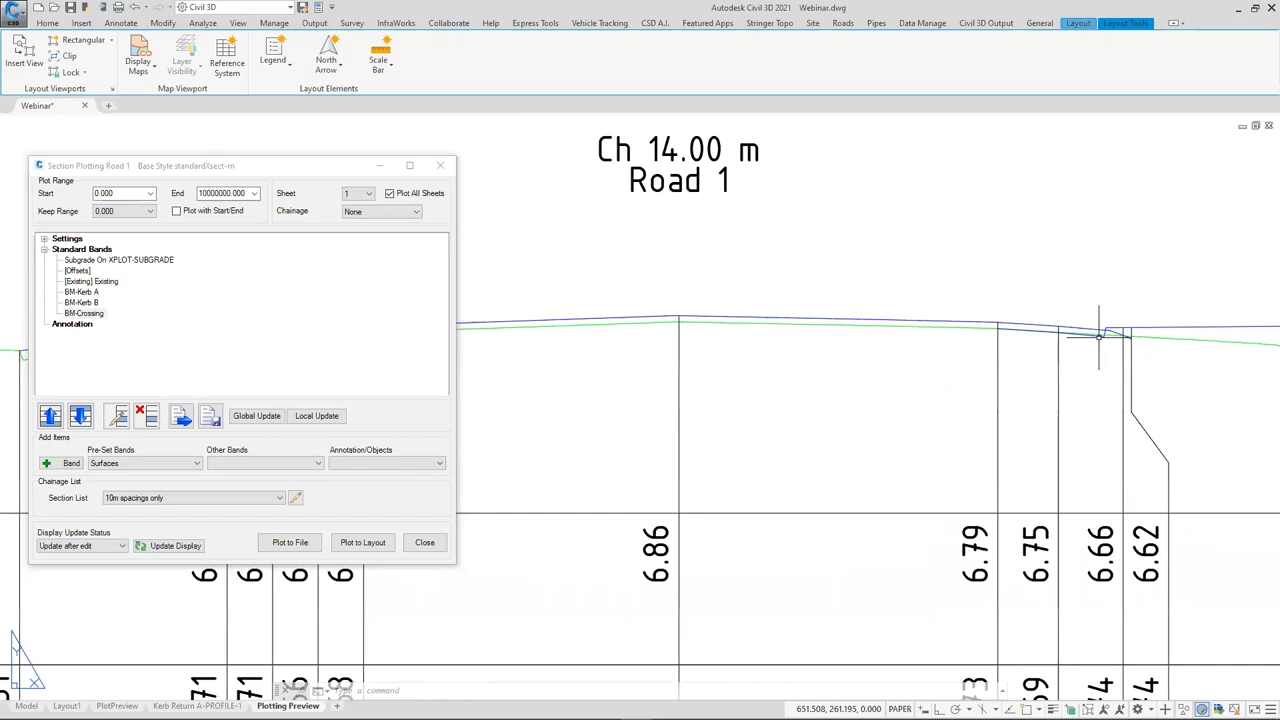 C3D
Civil 3D
Autodesk Civil 3D 2021 Webinar.dwg
Home Insert Annotate Modify Analyze View Manage Output Survey InfraWorks Collaborate Help Express Tools Vehicle Tracking CSD A.I. Featured Apps Stringer Topo Site Roads Pipes Data Manage Civil 3D Output General Layout Layout Tools
Insert View
Rectangular
Clip
Lock
Display Maps
Layer Visibility
Reference System
Legend
North Arrow
Scale Bar
Layout Viewports
Map Viewport
Layout Elements
Webinar*
Ch 14.00 m
Road 1
Section Plotting Road 1 Base Style standardXsect-m
Plot Range
Start 0.000 End 10000000.000 Sheet 1 Plot All Sheets
Keep Range 0.000 Plot with Start/End Chainage None
Settings
Standard Bands
Subgrade On XPLOT-SUBGRADE
[Offsets]
[Existing] Existing
BM-Kerb A
BM-Kerb B
BM-Crossing
Annotation
Global Update Local Update
Add Items
Pre-Set Bands Other Bands Annotation/Objects
Band Surfaces
Chainage List
Section List 10m spacings only
Display Update Status
Update after edit Update Display Plot to File Plot to Layout Close
6.86 6.79 6.75 6.66 6.62
71 71
Type a command
Y
X
Model Layout1 PlotPreview Kerb Return A-PROFILE-1 Plotting Preview
651.508, 261.195, 0.000 PAPER